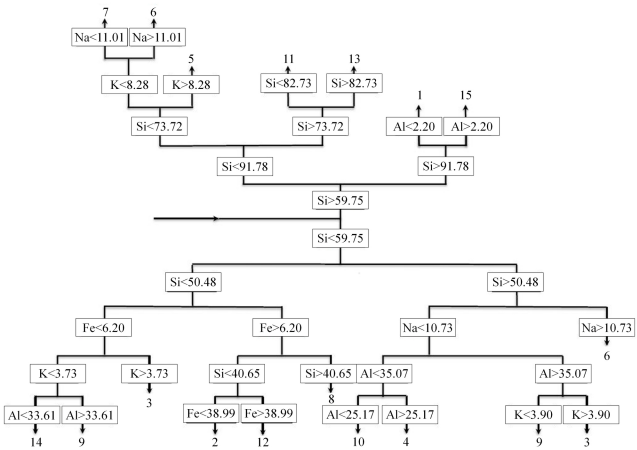 7 6
Na<11.01 Na>11.01
5 11 13
K<8.28 K>8.28 Si<82.73 Si>82.73
1 15
Si<73.72 Si>73.72 Al<2.20 Al>2.20
Si<91.78 Si>91.78
Si>59.75
Si<59.75
Si<50.48 Si>50.48
Fe<6.20 Fe>6.20 Na<10.73 Na>10.73
6
K<3.73 K>3.73 Si<40.65 Si>40.65 Al<35.07 Al>35.07
3 8
Al<33.61 Al>33.61 Fe<38.99 Fe>38.99 Al<25.17 Al>25.17 K<3.90 K>3.90
14 9 2 12 10 4 9 3